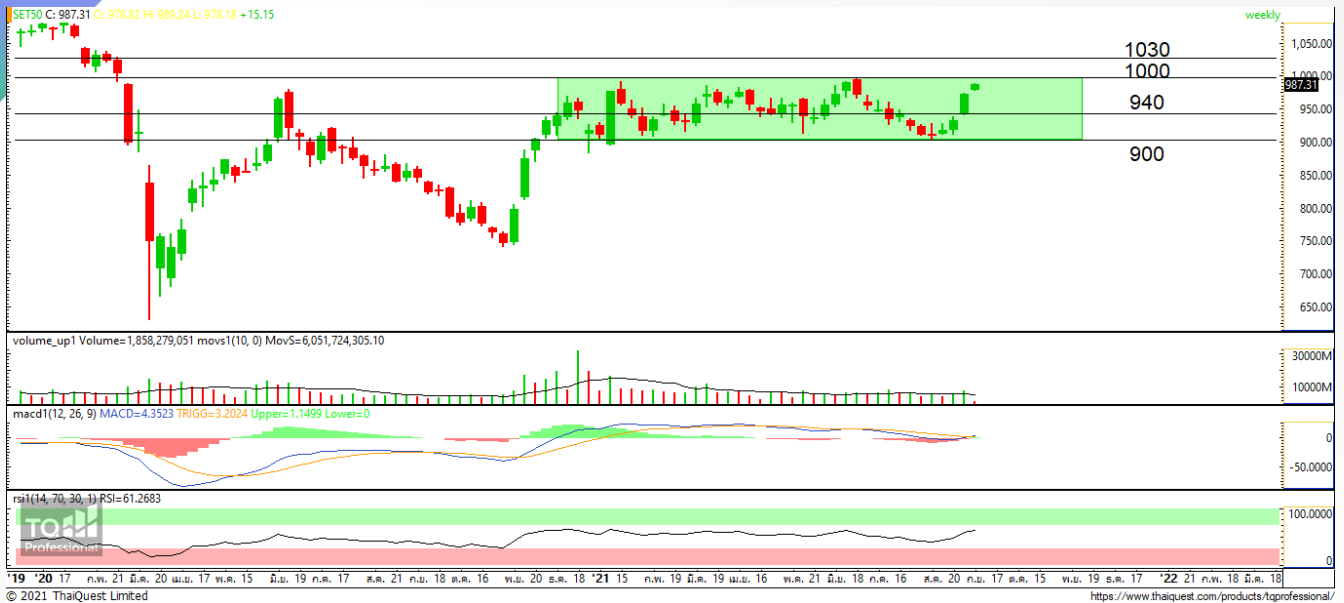 SET50 C: 987.31 O: 978.82 H: 989.24 L: 978.18 +15.15
weekly
1,050.00
1,000.00
987.31
950.00
900.00
850.00
800.00
750.00
700.00
650.00
1030
1000
940
900
volume_up1 Volume=1,858,279,051 movs1(10, 0) MovS=6,051,724,305.10
30000M
10000M
macd1(12, 26, 9) MACD=4.3523 TRIGG=3.2024 Upper=1.1499 Lower=0
0
-50.0000
rsi1(14, 70, 30, 1) RSI=61.2683
100.0000
0
TQ
Professional
'19 '20 17 ก.พ. 21 มี.ค. 20 เม.ย. 17 พ.ค. 15 มิ.ย. 19 ก.ค. 17 ส.ค. 21 ก.ย. 18 ต.ค. 16 พ.ย. 20 ธ.ค. 18 '21 15 ก.พ. 19 มี.ค. 19 เม.ย. 16 พ.ค. 21 มิ.ย. 18 ก.ค. 16 ส.ค. 20 ก.ย. 17 ต.ค. 15 พ.ย. 19 ธ.ค. 17 '22 21 ก.พ. 18 มี.ค. 18
© 2021 ThaiQuest Limited
https://www.thaiquest.com/products/tqprofessional/